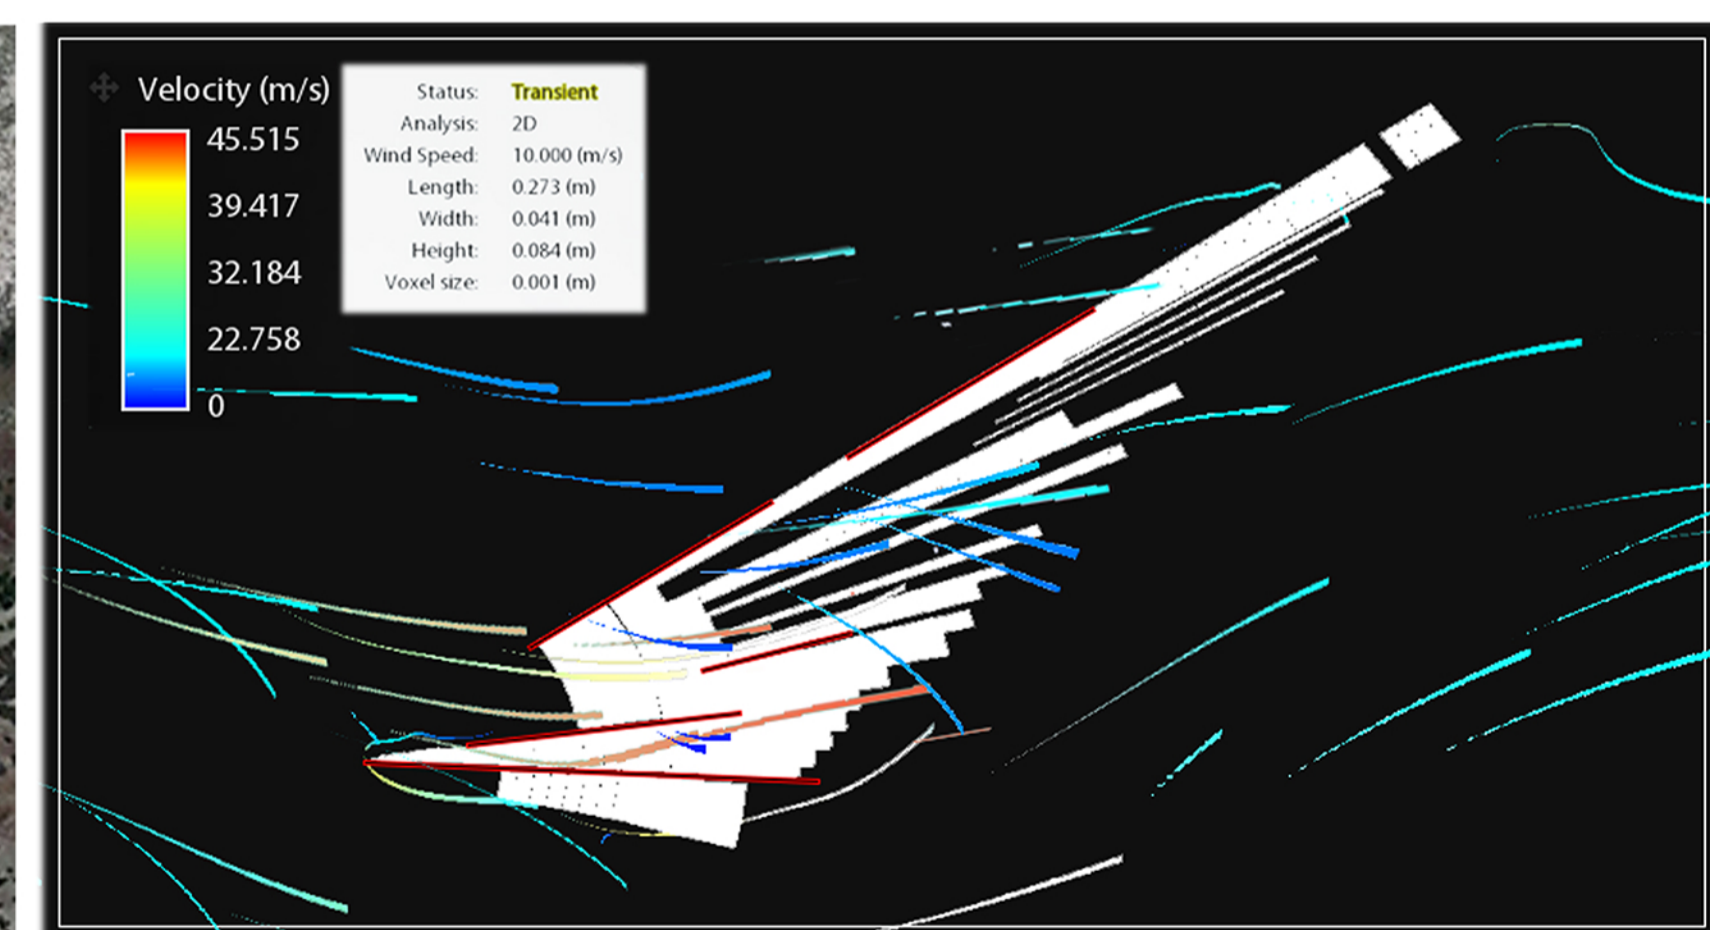 Velocity (m/s)
45.515
39.417
32.184
22.758
0
Status: Transient
Analysis: 2D
Wind Speed: 10.000 (m/s)
Length: 0.273 (m)
Width: 0.041 (m)
Height: 0.084 (m)
Voxel size: 0.001 (m)